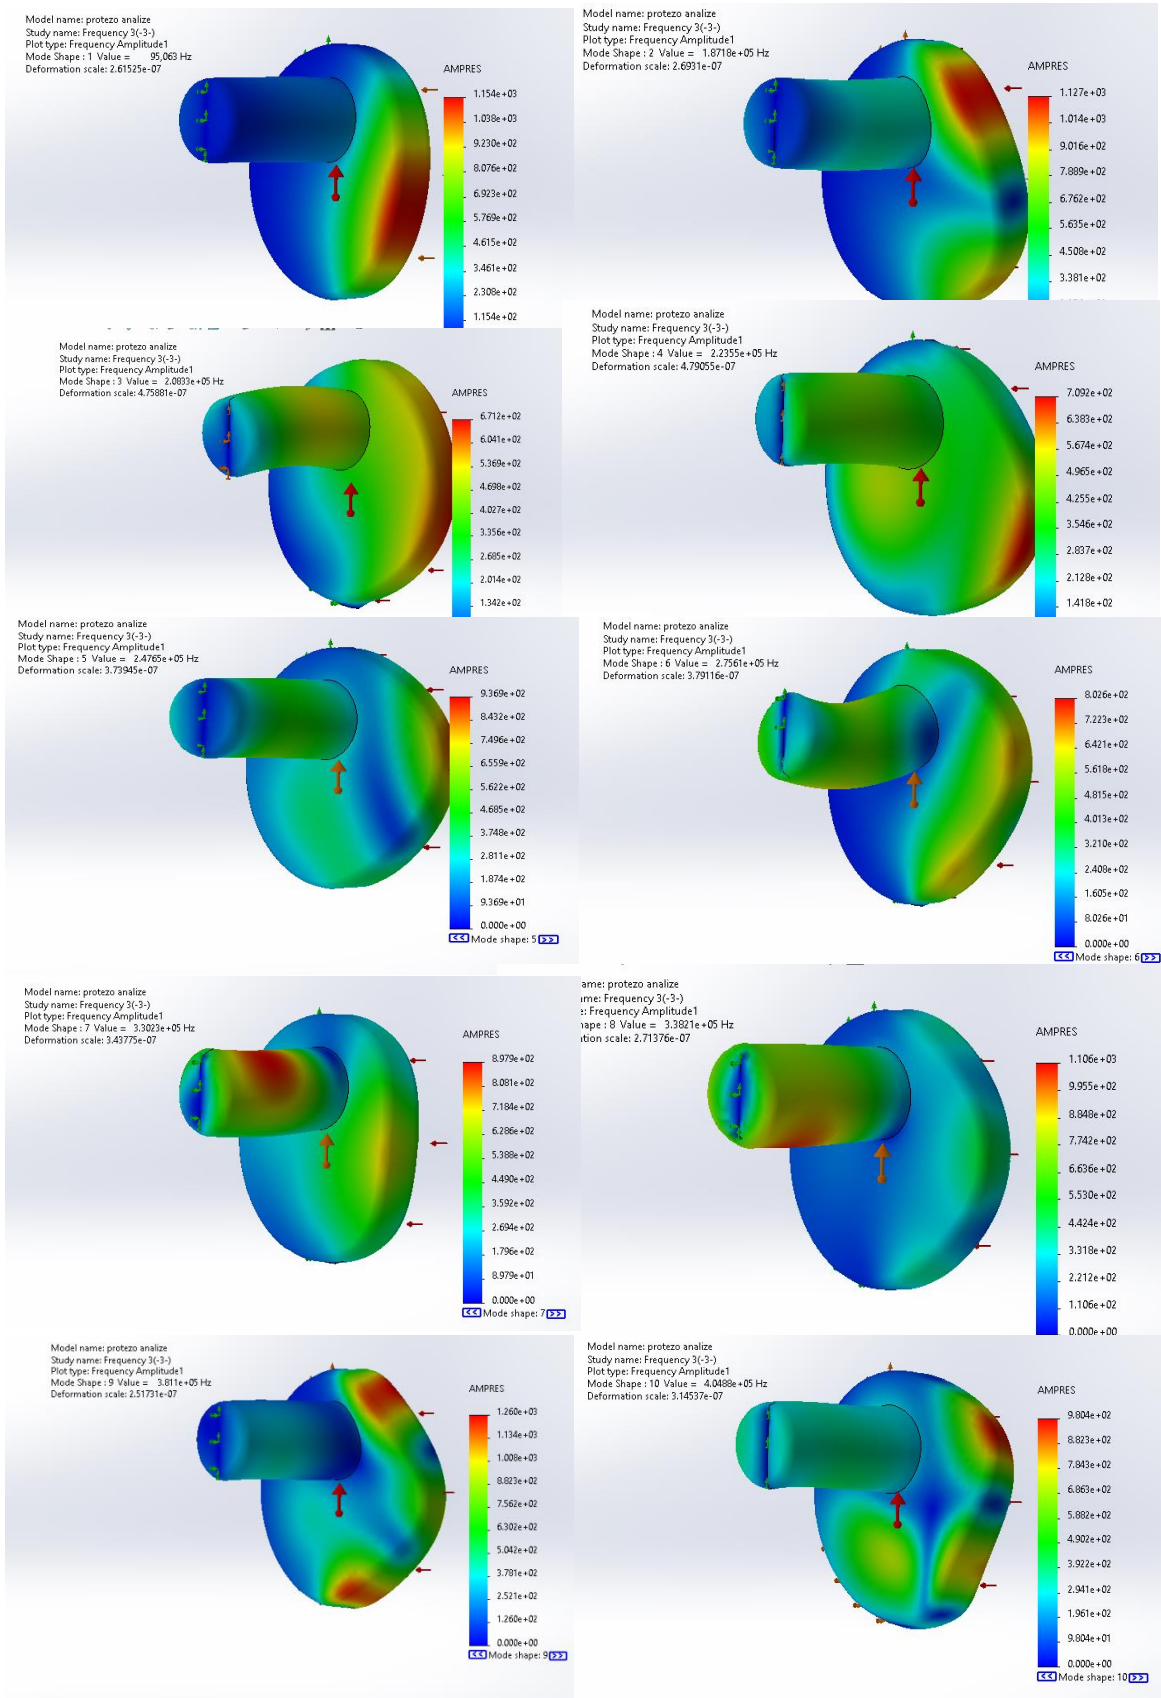 Model name: protezo analize
Study name: Frequency 3(-3-)
Plot type: Frequency Amplitude1
Mode Shape : 1 Value = 95,063 Hz
Deformation scale: 2.61525e-07
AMPRES
1.154e+03
1.038e+03
9.230e+02
8.076e+02
6.923e+02
5.769e+02
4.615e+02
3.461e+02
2.308e+02
1.154e+02
Model name: protezo analize
Study name: Frequency 3(-3-)
Plot type: Frequency Amplitude1
Mode Shape : 2 Value = 1.8718e+05 Hz
Deformation scale: 2.6931e-07
AMPRES
1.127e+03
1.014e+03
9.016e+02
7.889e+02
6.762e+02
5.635e+02
4.508e+02
3.381e+02
Model name: protezo analize
Study name: Frequency 3(-3-)
Plot type: Frequency Amplitude1
Mode Shape : 3 Value = 2.0833e+05 Hz
Deformation scale: 4.75881e-07
AMPRES
6.712e+02
6.041e+02
5.369e+02
4.698e+02
4.027e+02
3.356e+02
2.685e+02
2.014e+02
1.342e+02
Model name: protezo analize
Study name: Frequency 3(-3-)
Plot type: Frequency Amplitude1
Mode Shape : 4 Value = 2.2355e+05 Hz
Deformation scale: 4.79055e-07
AMPRES
7.092e+02
6.383e+02
5.674e+02
4.965e+02
4.255e+02
3.546e+02
2.837e+02
2.128e+02
1.418e+02
Model name: protezo analize
Study name: Frequency 3(-3-)
Plot type: Frequency Amplitude1
Mode Shape : 5 Value = 2.4765e+05 Hz
Deformation scale: 3.73945e-07
AMPRES
9.369e+02
8.432e+02
7.496e+02
6.559e+02
5.622e+02
4.685e+02
3.748e+02
2.811e+02
1.874e+02
9.369e+01
0.000e+00
<< Mode shape: 5 >>
Model name: protezo analize
Study name: Frequency 3(-3-)
Plot type: Frequency Amplitude1
Mode Shape : 6 Value = 2.7561e+05 Hz
Deformation scale: 3.79116e-07
AMPRES
8.026e+02
7.223e+02
6.421e+02
5.618e+02
4.815e+02
4.013e+02
3.210e+02
2.408e+02
1.605e+02
8.026e+01
0.000e+00
<< Mode shape: 6 >>
Model name: protezo analize
Study name: Frequency 3(-3-)
Plot type: Frequency Amplitude1
Mode Shape : 7 Value = 3.3023e+05 Hz
Deformation scale: 3.43775e-07
AMPRES
8.979e+02
8.081e+02
7.184e+02
6.286e+02
5.388e+02
4.490e+02
3.592e+02
2.694e+02
1.796e+02
8.979e+01
0.000e+00
<< Mode shape: 7 >>
ame: protezo analize
ame: Frequency 3(-3-)
e: Frequency Amplitude1
hape : 8 Value = 3.3821e+05 Hz
tion scale: 2.71376e-07
AMPRES
1.106e+03
9.955e+02
8.848e+02
7.742e+02
6.636e+02
5.530e+02
4.424e+02
3.318e+02
2.212e+02
1.106e+02
0.000e+00
Model name: protezo analize
Study name: Frequency 3(-3-)
Plot type: Frequency Amplitude1
Mode Shape : 9 Value = 3.811e+05 Hz
Deformation scale: 2.51731e-07
AMPRES
1.260e+03
1.134e+03
1.008e+03
8.823e+02
7.562e+02
6.302e+02
5.042e+02
3.781e+02
2.521e+02
1.260e+02
0.000e+00
<< Mode shape: 9 >>
Model name: protezo analize
Study name: Frequency 3(-3-)
Plot type: Frequency Amplitude1
Mode Shape : 10 Value = 4.0488e+05 Hz
Deformation scale: 3.14537e-07
AMPRES
9.804e+02
8.823e+02
7.843e+02
6.863e+02
5.882e+02
4.902e+02
3.922e+02
2.941e+02
1.961e+02
9.804e+01
0.000e+00
<< Mode shape: 10 >>